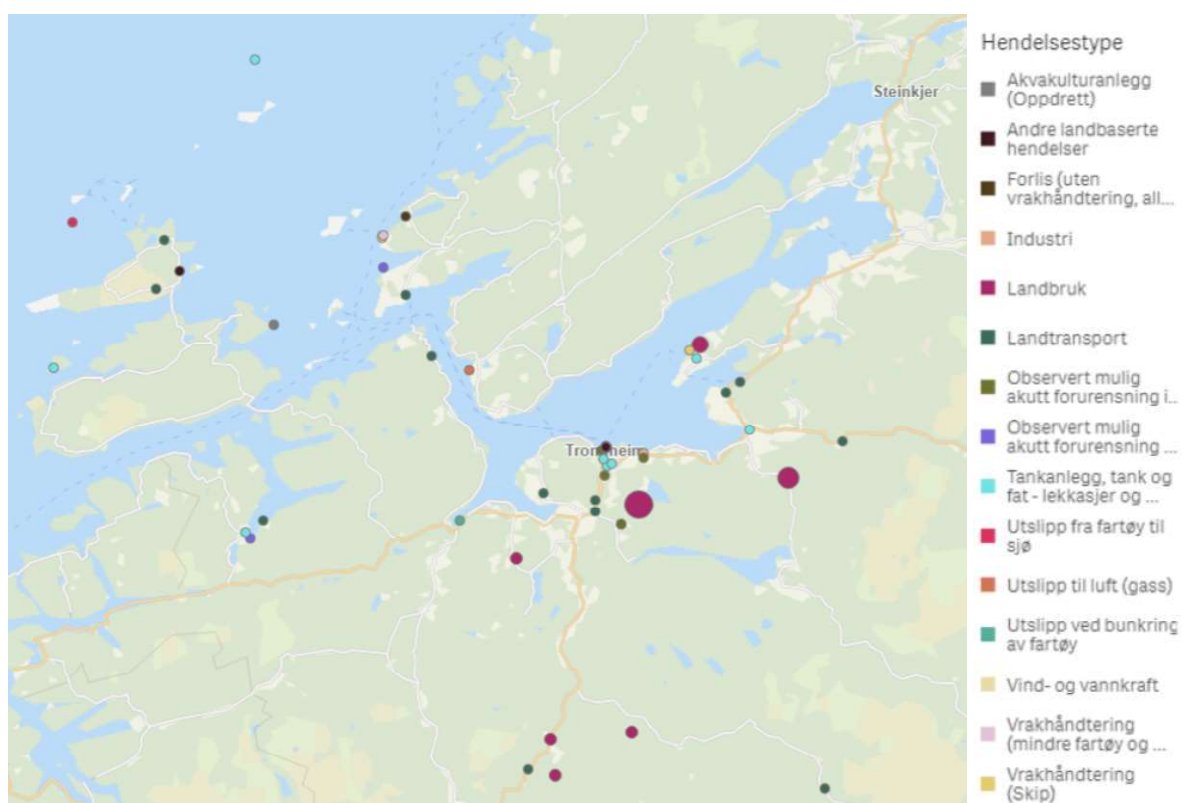 Hendelsestype
Steinkjer
Akvakulturanlegg
(Oppdrett)
Andre landbaserte
hendelser
Forlis (uten
vrakhåndtering, all...
Industri
Landbruk
Landtransport
Observert mulig
akutt forurensning i...
Observert mulig
akutt forurensning ...
Trondheim
Tankanlegg, tank og
fat - lekkasjer og ...
Utslipp fra fartøy til
sjø
Utslipp til luft (gass)
Utslipp ved bunkring
av fartøy
Vind- og vannkraft
Vrakhåndtering
(mindre fartøy og ...
Vrakhåndtering
(Skip)